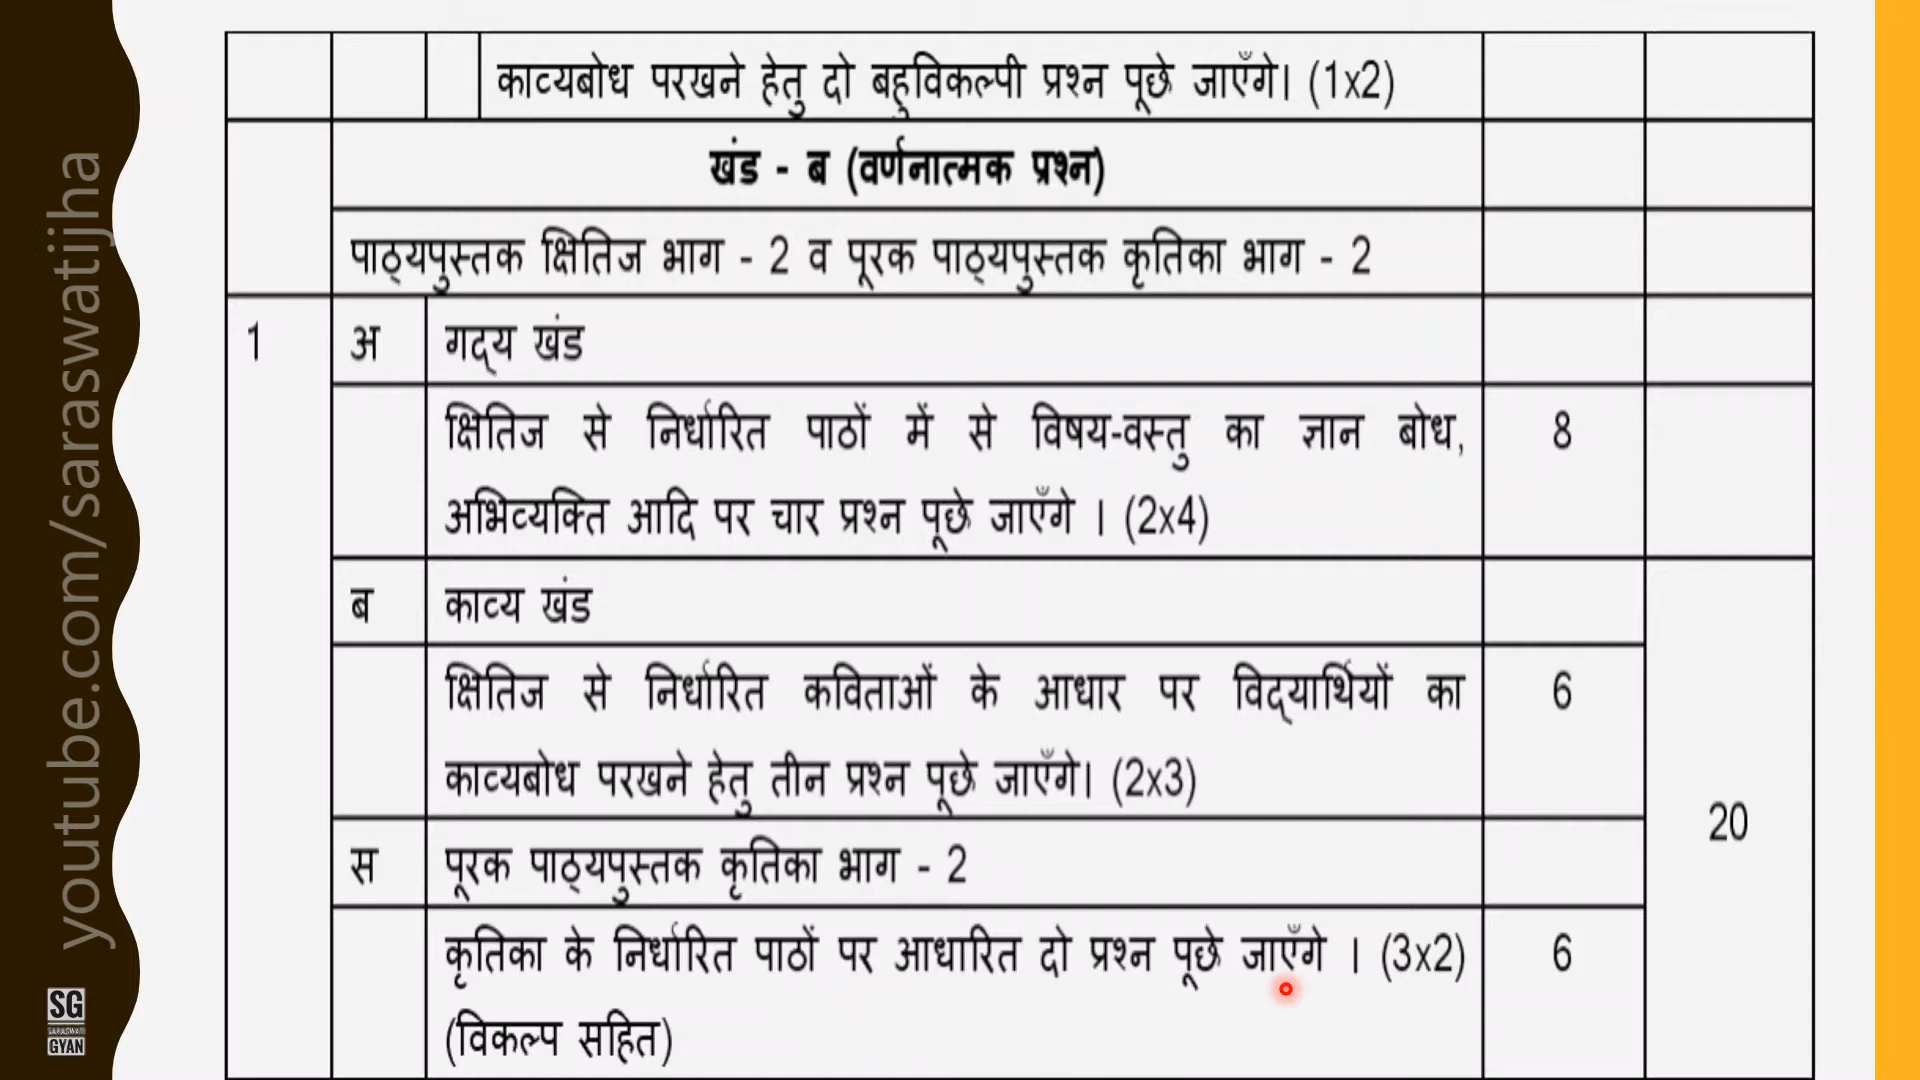 काव्यबोध परखने हेतु दो बहुविकल्पी प्रश्न पूछे जाएँगे। (1x2)
खंड - ब (वर्णनात्मक प्रश्न)
पाठ्यपुस्तक क्षितिज भाग - 2 व पूरक पाठ्यपुस्तक कृतिका भाग - 2
1 अ गद्य खंड
क्षितिज से निर्धारित पाठों में से विषय-वस्तु का ज्ञान बोध, 8
अभिव्यक्ति आदि पर चार प्रश्न पूछे जाएँगे । (2x4)
ब काव्य खंड
क्षितिज से निर्धारित कविताओं के आधार पर विद्यार्थियों का 6
काव्यबोध परखने हेतु तीन प्रश्न पूछे जाएँगे। (2x3)
20
स पूरक पाठ्यपुस्तक कृतिका भाग - 2
कृतिका के निर्धारित पाठों पर आधारित दो प्रश्न पूछे जाएँगे । (3x2) 6
(विकल्प सहित)
youtube.com/saraswatijha
SG
SARASWATI
GYAN